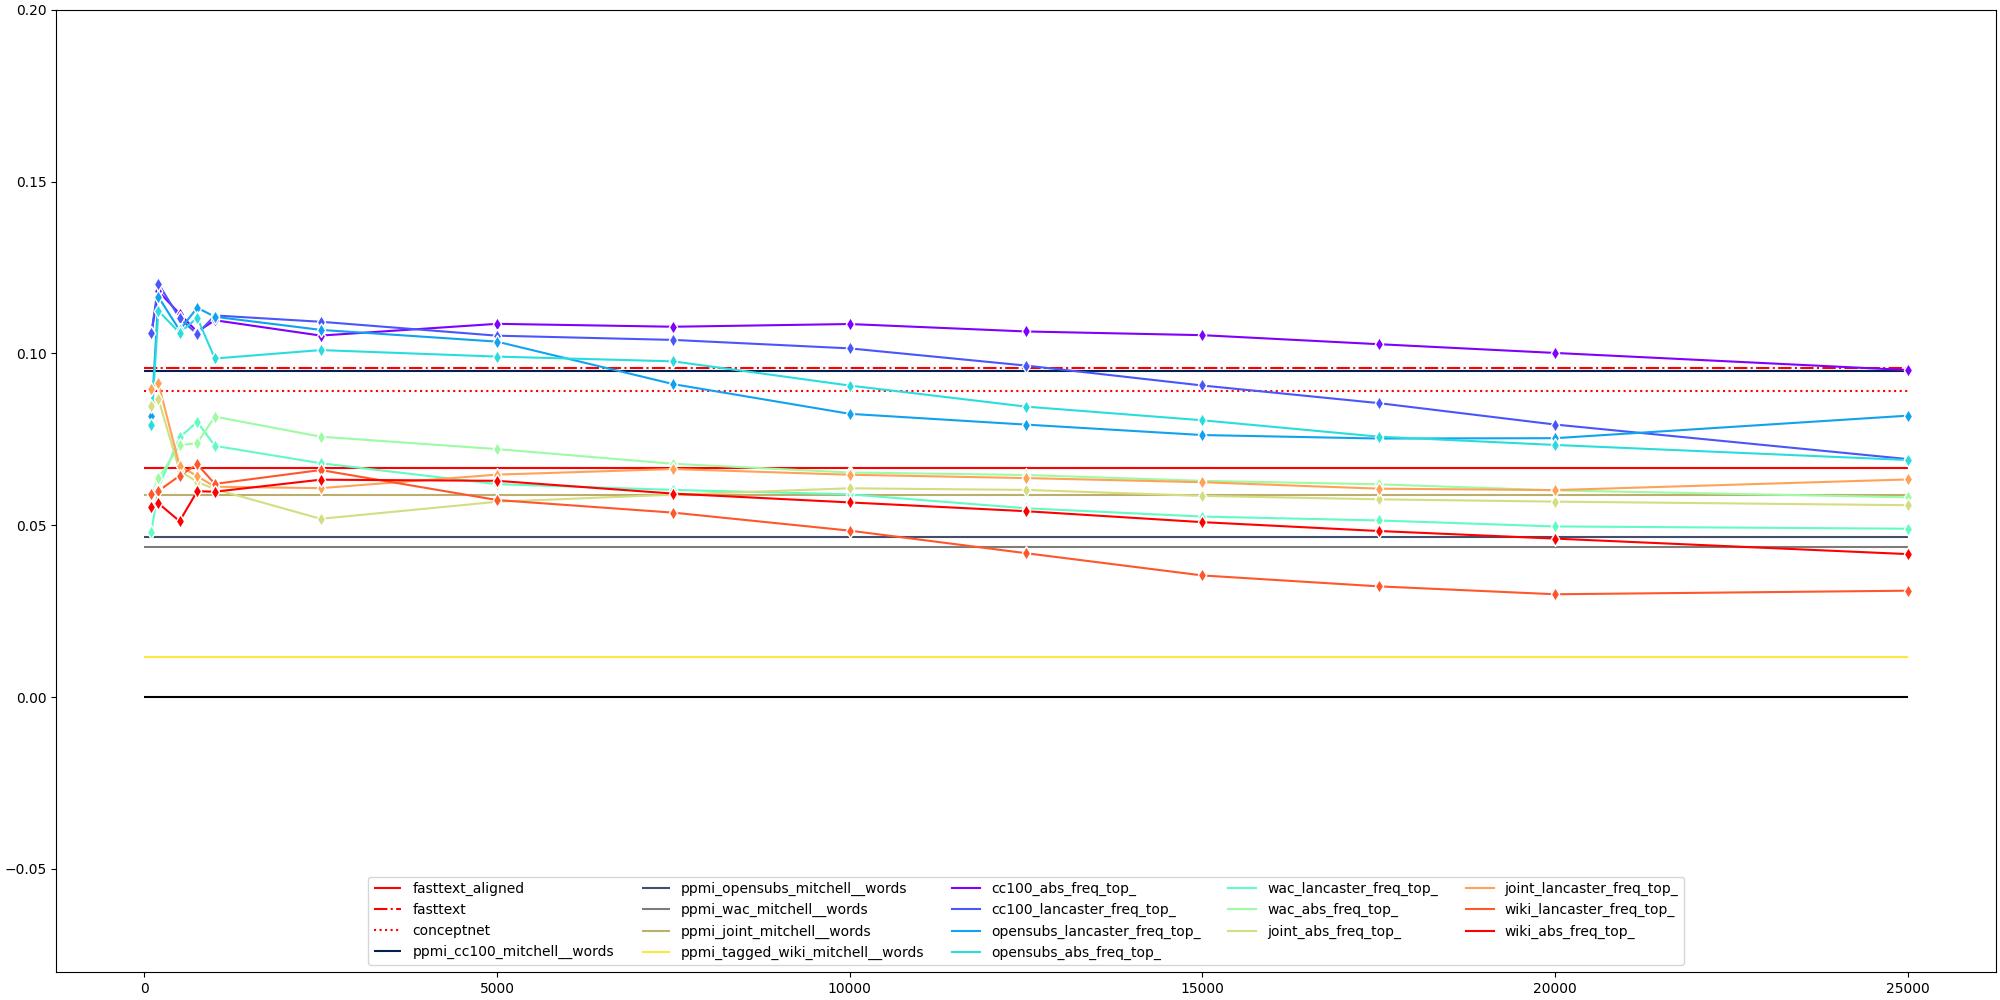 0.20
0.15
0.10
0.05
0.00
−0.05
0 5000 10000 15000 20000 25000
fasttext_aligned
fasttext
conceptnet
ppmi_cc100_mitchell__words
ppmi_opensubs_mitchell__words
ppmi_wac_mitchell__words
ppmi_joint_mitchell__words
ppmi_tagged_wiki_mitchell__words
cc100_abs_freq_top_
cc100_lancaster_freq_top_
opensubs_lancaster_freq_top_
opensubs_abs_freq_top_
wac_lancaster_freq_top_
wac_abs_freq_top_
joint_abs_freq_top_
joint_lancaster_freq_top_
wiki_lancaster_freq_top_
wiki_abs_freq_top_